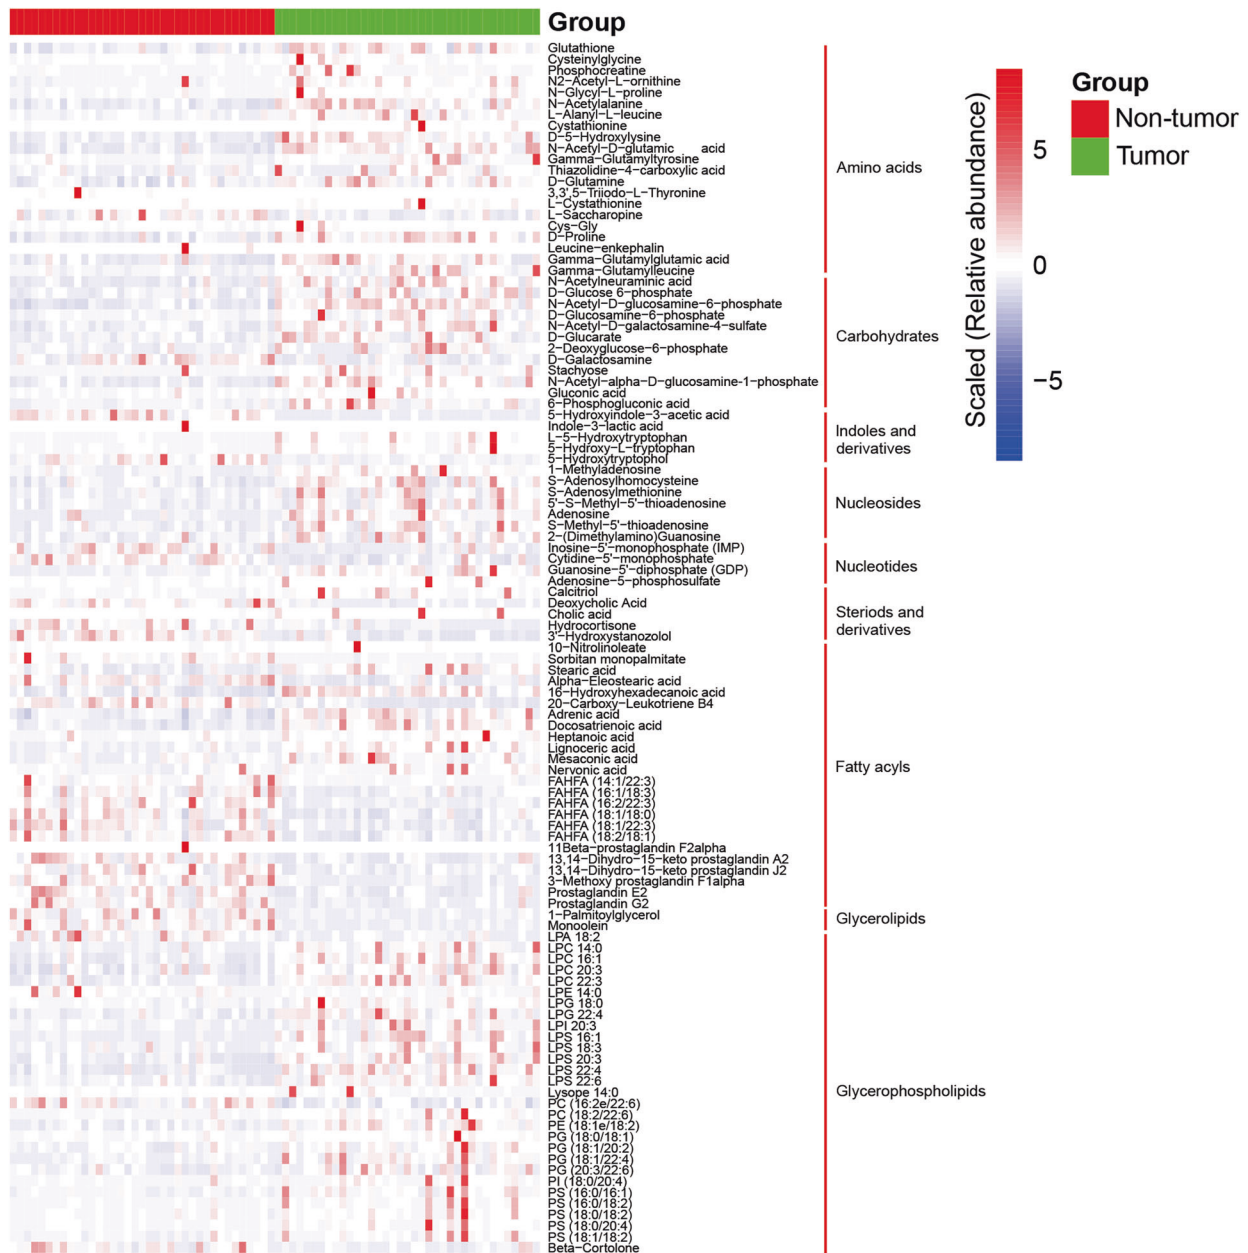 Group
Glutathione
Cysteinylglycine
Phosphocreatine
N2−Acetyl−L−ornithine
N−Glycyl−L−proline
N−Acetylalanine
L−Alanyl−L−leucine
Cystathionine
D−5−Hydroxylysine
N−Acetyl−D−glutamic acid
Gamma−Glutamyltyrosine
Thiazolidine−4−carboxylic acid
D−Glutamine
3,3',5−Triiodo−L−Thyronine
L−Cystathionine
L−Saccharopine
Cys−Gly
D−Proline
Leucine−enkephalin
Gamma−Glutamylglutamic acid
Gamma−Glutamylleucine
N−Acetylneuraminic acid
D−Glucose 6−phosphate
N−Acetyl−D−glucosamine−6−phosphate
D−Glucosamine−6−phosphate
N−Acetyl−D−galactosamine−4−sulfate
D−Glucarate
2−Deoxyglucose−6−phosphate
D−Galactosamine
Stachyose
N−Acetyl−alpha−D−glucosamine−1−phosphate
Gluconic acid
6−Phosphogluconic acid
5−Hydroxyindole−3−acetic acid
Indole−3−lactic acid
L−5−Hydroxytryptophan
5−Hydroxy−L−tryptophan
5−Hydroxytryptophol
1−Methyladenosine
S−Adenosylhomocysteine
S−Adenosylmethionine
5'−S−Methyl−5'−thioadenosine
Adenosine
S−Methyl−5'−thioadenosine
2−(Dimethylamino)Guanosine
Inosine−5'−monophosphate (IMP)
Cytidine−5'−monophosphate
Guanosine−5'−diphosphate (GDP)
Adenosine−5−phosphosulfate
Calcitriol
Deoxycholic Acid
Cholic acid
Hydrocortisone
3'−Hydroxystanozolol
10−Nitrolinoleate
Sorbitan monopalmitate
Stearic acid
Alpha−Eleostearic acid
16−Hydroxyhexadecanoic acid
20−Carboxy−Leukotriene B4
Adrenic acid
Docosatrienoic acid
Heptanoic acid
Lignoceric acid
Mesaconic acid
Nervonic acid
FAHFA (14:1/22:3)
FAHFA (16:1/18:3)
FAHFA (16:2/22:3)
FAHFA (18:1/18:0)
FAHFA (18:1/22:3)
FAHFA (18:2/18:1)
11Beta−prostaglandin F2alpha
13,14−Dihydro−15−keto prostaglandin A2
13,14−Dihydro−15−keto prostaglandin J2
3−Methoxy prostaglandin F1alpha
Prostaglandin E2
Prostaglandin G2
1−Palmitoylglycerol
Monoolein
LPA 18:2
LPC 14:0
LPC 16:1
LPC 20:3
LPC 22:3
LPE 14:0
LPG 18:0
LPG 22:4
LPI 20:3
LPS 16:1
LPS 18:3
LPS 20:3
LPS 22:4
LPS 22:6
Lysope 14:0
PC (16:2e/22:6)
PC (18:2/22:6)
PE (18:1e/18:2)
PG (18:0/18:1)
PG (18:1/20:2)
PG (18:1/22:4)
PG (20:3/22:6)
PI (18:0/20:4)
PS (16:0/16:1)
PS (16:0/18:2)
PS (18:0/18:2)
PS (18:0/20:4)
PS (18:1/18:2)
Beta−Cortolone
Amino acids
Carbohydrates
Indoles and
derivatives
Nucleosides
Nucleotides
Steriods and
derivatives
Fatty acyls
Glycerolipids
Glycerophospholipids
Scaled (Relative abundance)
5
0
−5
Group
Non−tumor
Tumor